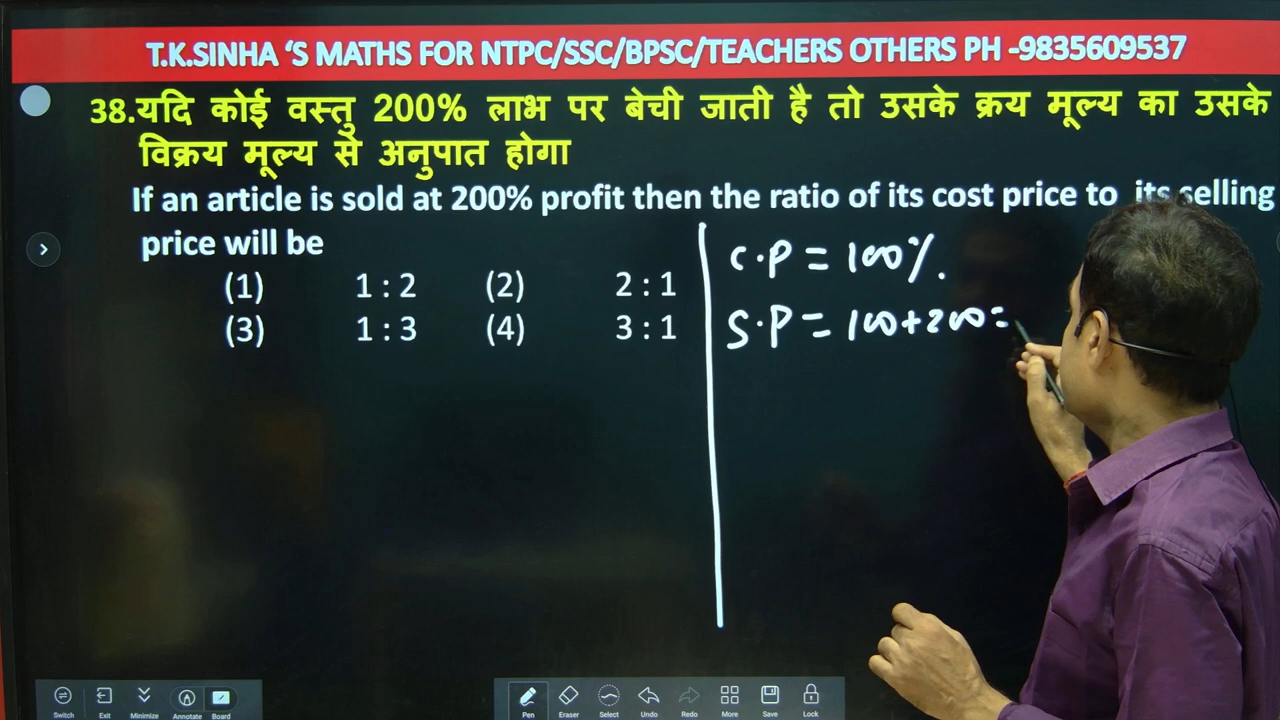 T.K.SINHA ‘S MATHS FOR NTPC/SSC/BPSC/TEACHERS OTHERS PH -9835609537
38.यदि कोई वस्तु 200% लाभ पर बेची जाती है तो उसके क्रय मूल्य का उसके
विक्रय मूल्य से अनुपात होगा
If an article is sold at 200% profit then the ratio of its cost price to its selling
price will be
(1) 1 : 2 (2) 2 : 1
(3) 1 : 3 (4) 3 : 1
C.P = 100%.
S.P = 100+200=
Switch Exit Minimize Annotate Board Pen Eraser Select Undo Redo More Save Lock